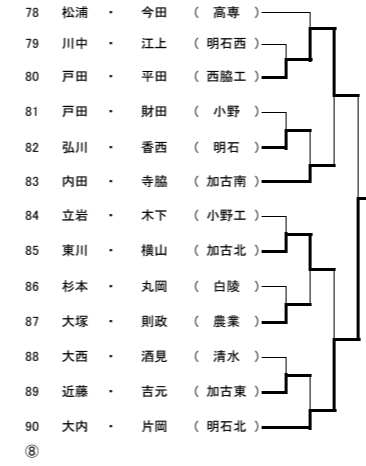 78 松浦 ・ 今田 ( 高専 )
79 川中 ・ 江上 ( 明石西 )
80 戸田 ・ 平田 ( 西脇工 )
81 戸田 ・ 財田 ( 小野 )
82 弘川 ・ 香西 ( 明石 )
83 内田 ・ 寺脇 ( 加古南 )
84 立岩 ・ 木下 ( 小野工 )
85 東川 ・ 横山 ( 加古北 )
86 杉本 ・ 丸岡 ( 白陵 )
87 大塚 ・ 則政 ( 農業 )
88 大西 ・ 酒見 ( 清水 )
89 近藤 ・ 吉元 ( 加古東 )
90 大内 ・ 片岡 ( 明石北 )
⑧